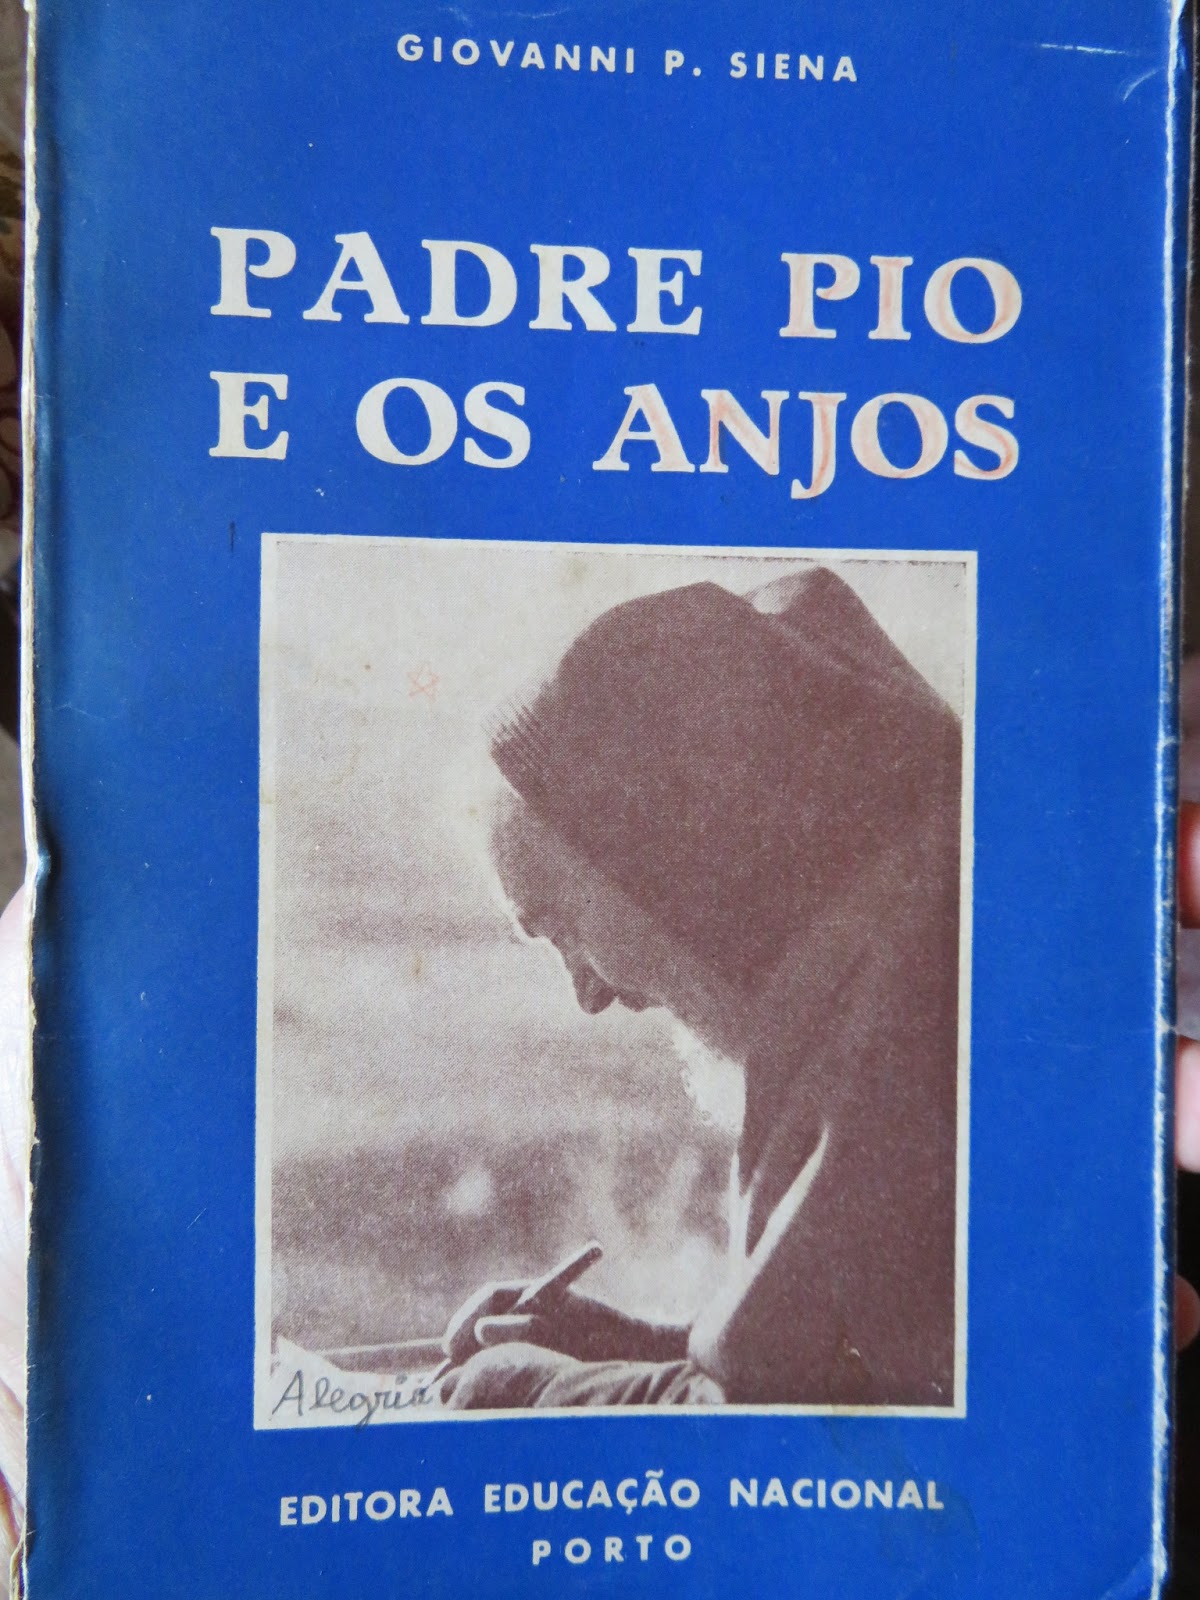 GIOVANNI P. SIENA
PADRE PIO
E OS ANJOS
Alegria
EDITORA EDUCAÇÃO NACIONAL
PORTO